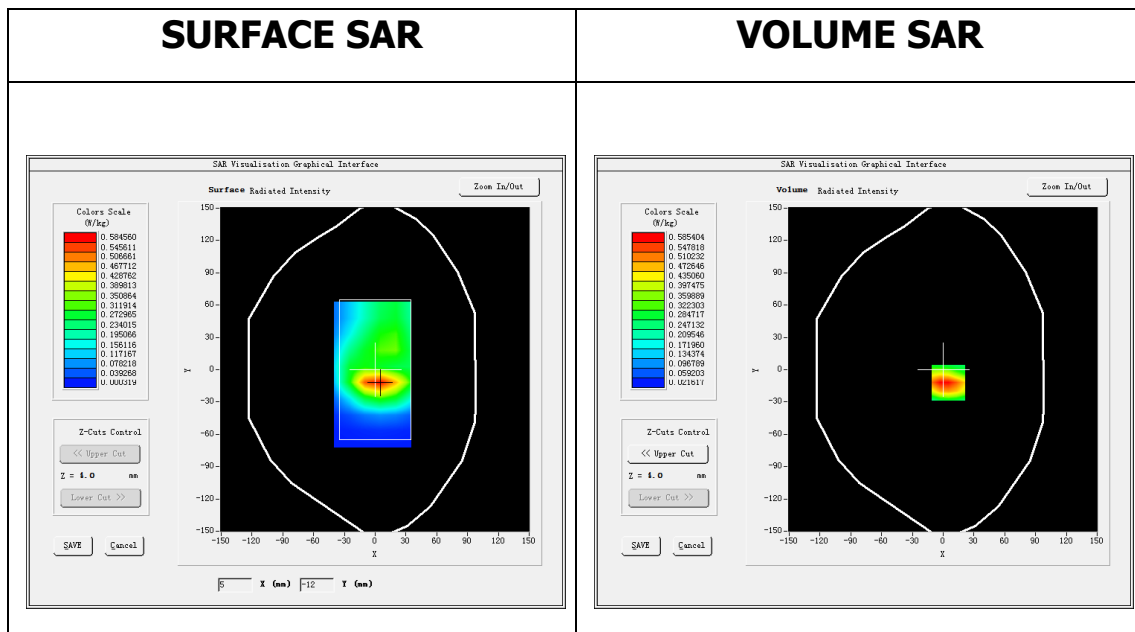 SURFACE SAR
VOLUME SAR
SAR Visualisation Graphical Interface
Surface Radiated Intensity
Zoom In/Out
Colors Scale
(W/kg)
0.584560
0.545611
0.506661
0.467712
0.428762
0.389813
0.350864
0.311914
0.272965
0.234015
0.195066
0.156116
0.117167
0.078218
0.039268
0.000319
Z-Cuts Control
<< Upper Cut
Z = 4.0 mm
Lower Cut >>
SAVE
Cancel
150
120
90
60
30
0
-30
-60
-90
-120
-150
Y
-150 -120 -90 -60 -30 0 30 60 90 120 150
X
5 X (mm) -12 Y (mm)
SAR Visualisation Graphical Interface
Volume Radiated Intensity
Zoom In/Out
Colors Scale
(W/kg)
0.585404
0.547818
0.510232
0.472646
0.435060
0.397475
0.359889
0.322303
0.284717
0.247132
0.209546
0.171960
0.134374
0.096789
0.059203
0.021617
Z-Cuts Control
<< Upper Cut
Z = 4.0 mm
Lower Cut >>
SAVE
Cancel
150
120
90
60
30
0
-30
-60
-90
-120
-150
Y
-150 -120 -90 -60 -30 0 30 60 90 120 150
X